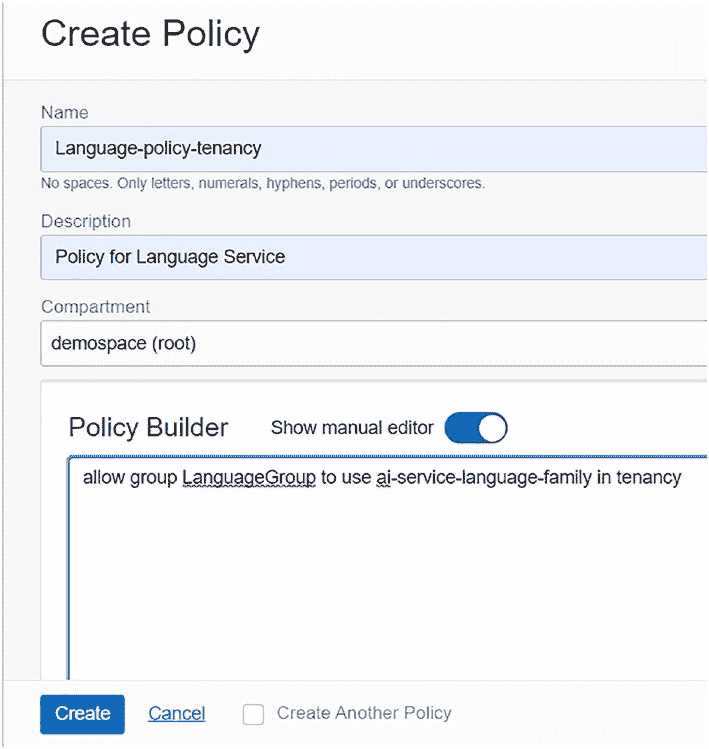 Create Policy
Name
Language-policy-tenancy
No spaces. Only letters, numerals, hyphens, periods, or underscores.
Description
Policy for Language Service
Compartment
demospace (root)
Policy Builder Show manual editor
allow group LanguageGroup to use ai-service-language-family in tenancy
Create Cancel Create Another Policy